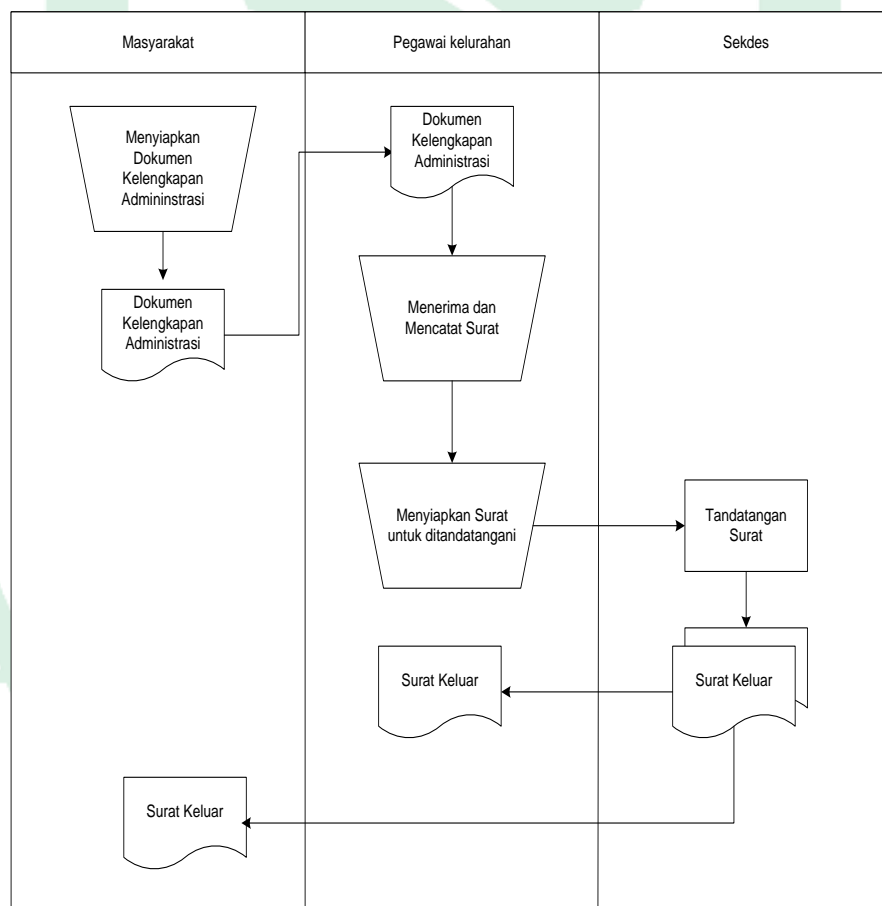 Masyarakat
Pegawai kelurahan
Sekdes
Menyiapkan
Dokumen
Kelengkapan
Admininstrasi
Dokumen
Kelengkapan
Administrasi
Dokumen
Kelengkapan
Administrasi
Menerima dan
Mencatat Surat
Menyiapkan Surat
untuk ditandatangani
Tandatangan
Surat
Surat Keluar
Surat Keluar
Surat Keluar